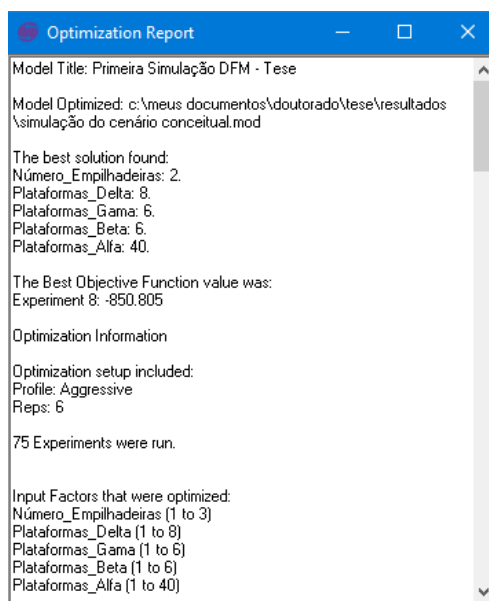 Optimization Report
Model Title: Primeira Simulação DFM - Tese
Model Optimized: c:\meus documentos\doutorado\tese\resultados
\simulação do cenário conceitual.mod
The best solution found:
Número_Empilhadeiras: 2.
Plataformas_Delta: 8.
Plataformas_Gama: 6.
Plataformas_Beta: 6.
Plataformas_Alfa: 40.
The Best Objective Function value was:
Experiment 8: -850.805
Optimization Information
Optimization setup included:
Profile: Aggressive
Reps: 6
75 Experiments were run.
Input Factors that were optimized:
Número_Empilhadeiras (1 to 3)
Plataformas_Delta (1 to 8)
Plataformas_Gama (1 to 6)
Plataformas_Beta (1 to 6)
Plataformas_Alfa (1 to 40)